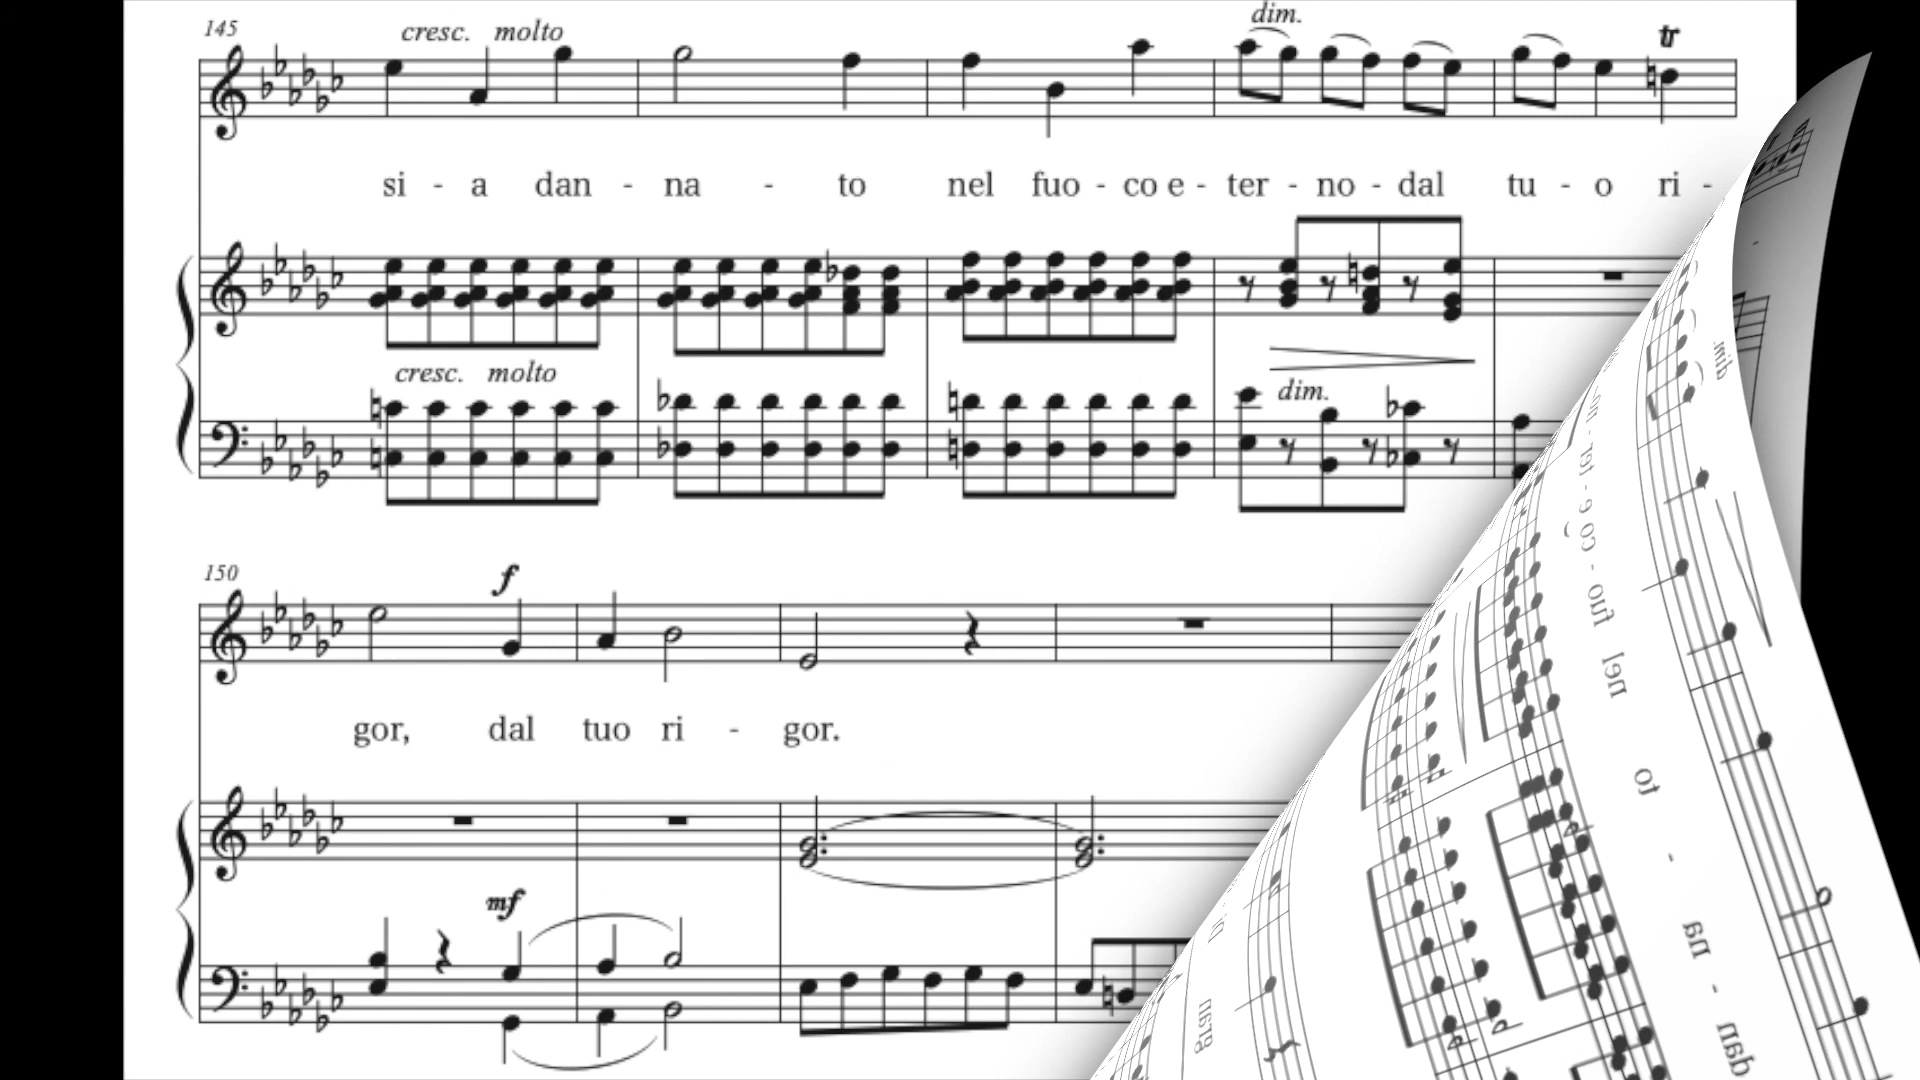 145 cresc. molto dim. tr
si - a dan - na - to nel fuo - co e - ter - no - dal tu - o ri -
cresc. molto dim.
150 f
gor, dal tuo ri - gor.
mf